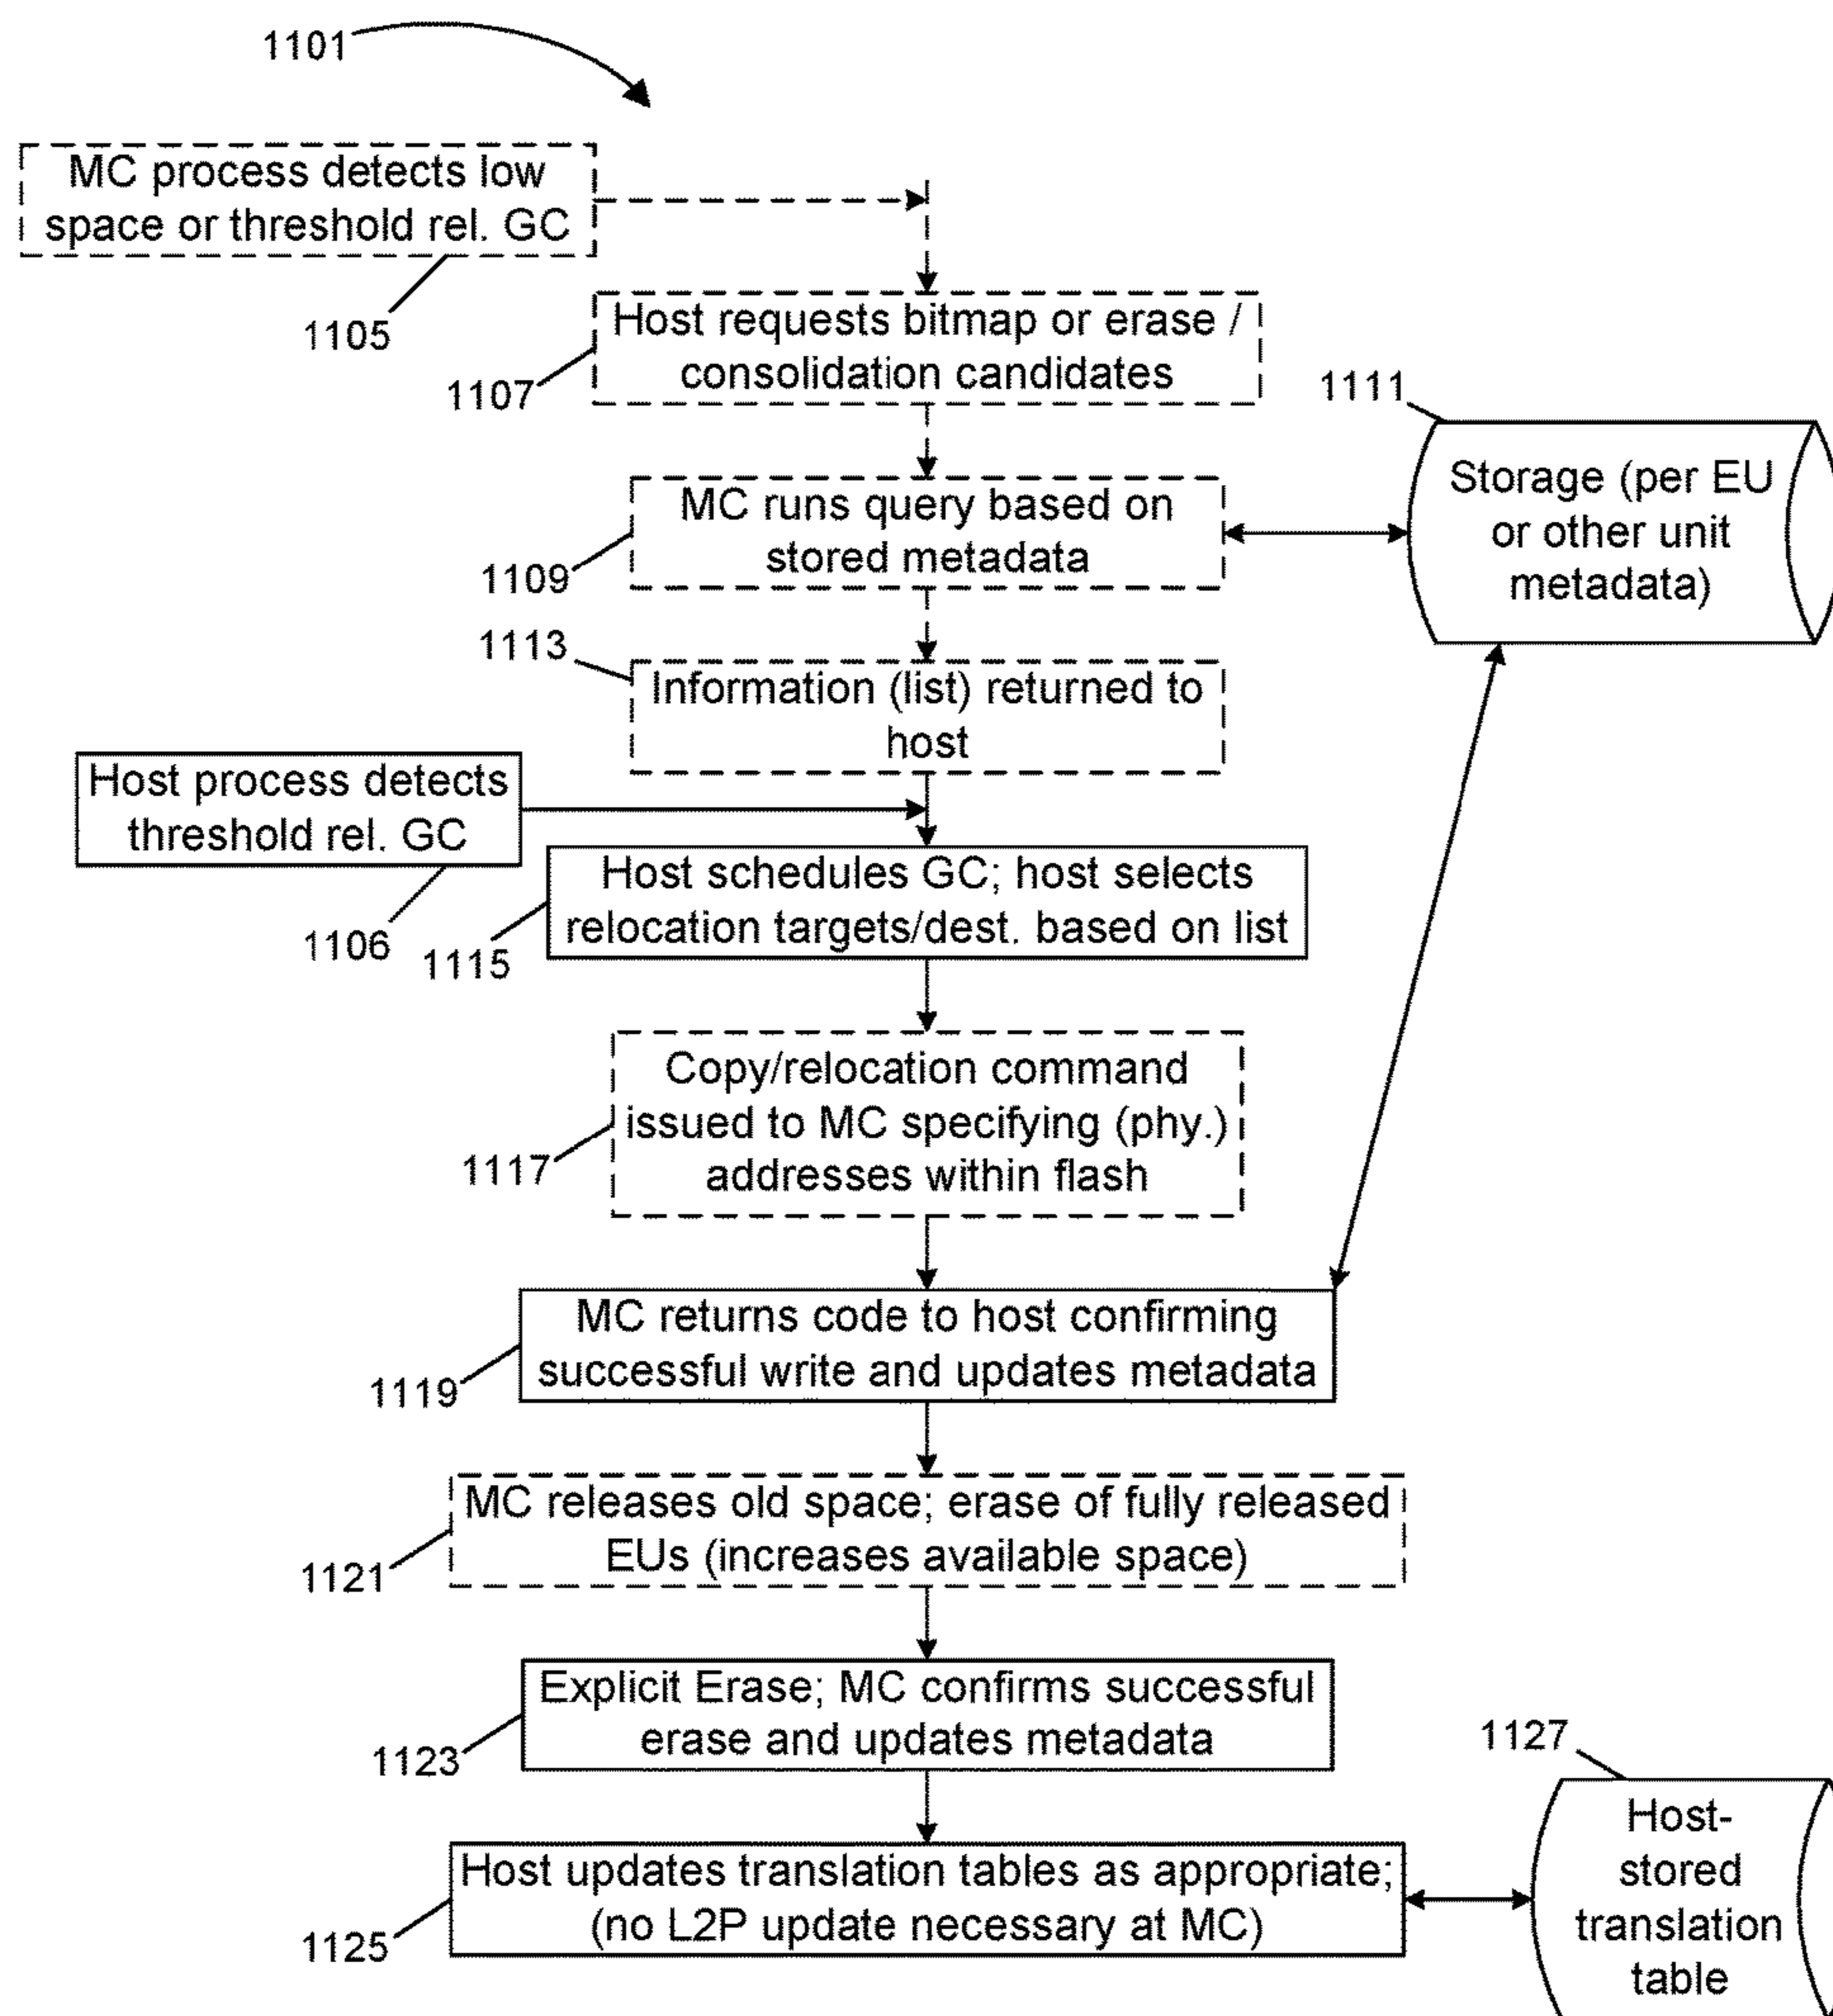 1101
MC process detects low
space or threshold rel. GC
1105
Host requests bitmap or erase /
consolidation candidates
1107
1111
MC runs query based on
stored metadata
1109
Storage (per EU
or other unit
metadata)
1113
Information (list) returned to
host
Host process detects
threshold rel. GC
1106
Host schedules GC; host selects
relocation targets/dest. based on list
1115
Copy/relocation command
issued to MC specifying (phy.)
addresses within flash
1117
MC returns code to host confirming
successful write and updates metadata
1119
MC releases old space; erase of fully released
EUs (increases available space)
1121
Explicit Erase; MC confirms successful
erase and updates metadata
1123
1127
Host updates translation tables as appropriate;
(no L2P update necessary at MC)
1125
Host-
stored
translation
table